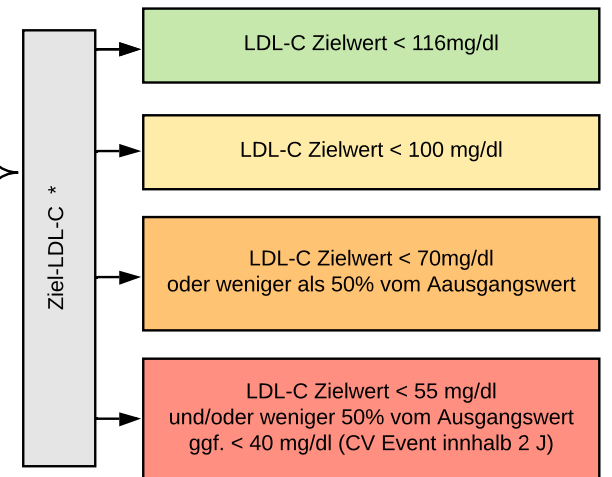 Ziel-LDL-C *
LDL-C Zielwert < 116mg/dl
LDL-C Zielwert < 100 mg/dl
LDL-C Zielwert < 70mg/dl
oder weniger als 50% vom Aausgangswert
LDL-C Zielwert < 55 mg/dl
und/oder weniger 50% vom Ausgangswert
ggf. < 40 mg/dl (CV Event innhalb 2 J)